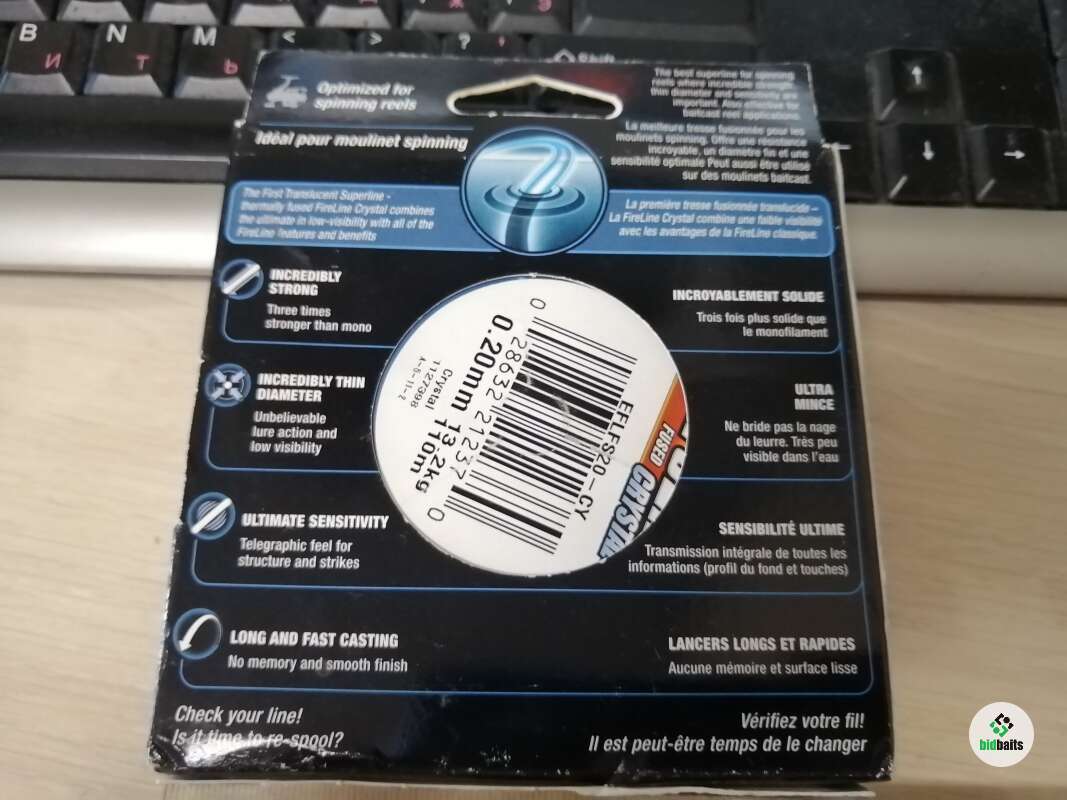 B
N
M
<
>
?
И
Т
Ь
Shift
↑
↓
→
Optimized for
spinning reels
Idéal pour moulinet spinning
The best superline for spinning
reels where incredible strength,
thin diameter and sensitivity are
important. Also effective for
baitcast reel applications.
La meilleure tresse fusionnée pour les
moulinets spinning. Offre une résistance
incroyable, un diamètre fin et une
sensibilité optimale Peut aussi être utilisé
sur des moulinets baitcast.
The First Translucent Superline -
thermally fused FireLine Crystal combines
the ultimate in low-visibility with all of the
FireLine features and benefits
La première tresse fusionnée translucide –
La FireLine Crystal combine une faible visibilité
avec les avantages de la FireLine classique.
INCREDIBLY
STRONG
Three times
stronger than mono
INCROYABLEMENT SOLIDE
Trois fois plus solide que
le monofilament
INCREDIBLY THIN
DIAMETER
Unbelievable
lure action and
low visibility
ULTRA
MINCE
Ne bride pas la nage
du leurre. Très peu
visible dans l'eau
EFLFS20-CY
0 28632 21237 0
0.20mm 13.2kg
110m
Crystal
1127398
FUSED
CRYSTAL
ULTIMATE SENSITIVITY
Telegraphic feel for
structure and strikes
SENSIBILITÉ ULTIME
Transmission intégrale de toutes les
informations (profil du fond et touches)
LONG AND FAST CASTING
No memory and smooth finish
LANCERS LONGS ET RAPIDES
Aucune mémoire et surface lisse
Check your line!
Is it time to re-spool?
Vérifiez votre fil!
Il est peut-être temps de le changer
bidbaits